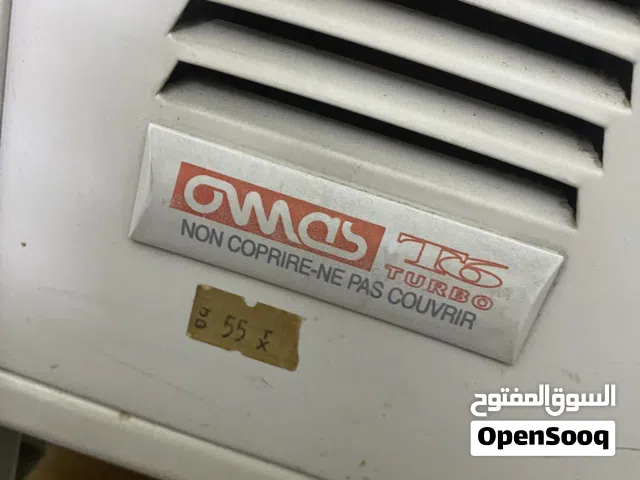 omas T6
TURBO
NON COPRIRE-NE PAS COUVRIR
55
السوق المفتوح
OpenSooq